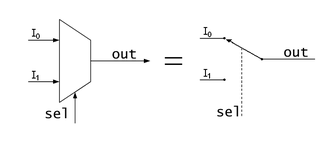 I₀
I₁
out
sel
=
I₀
I₁
out
sel